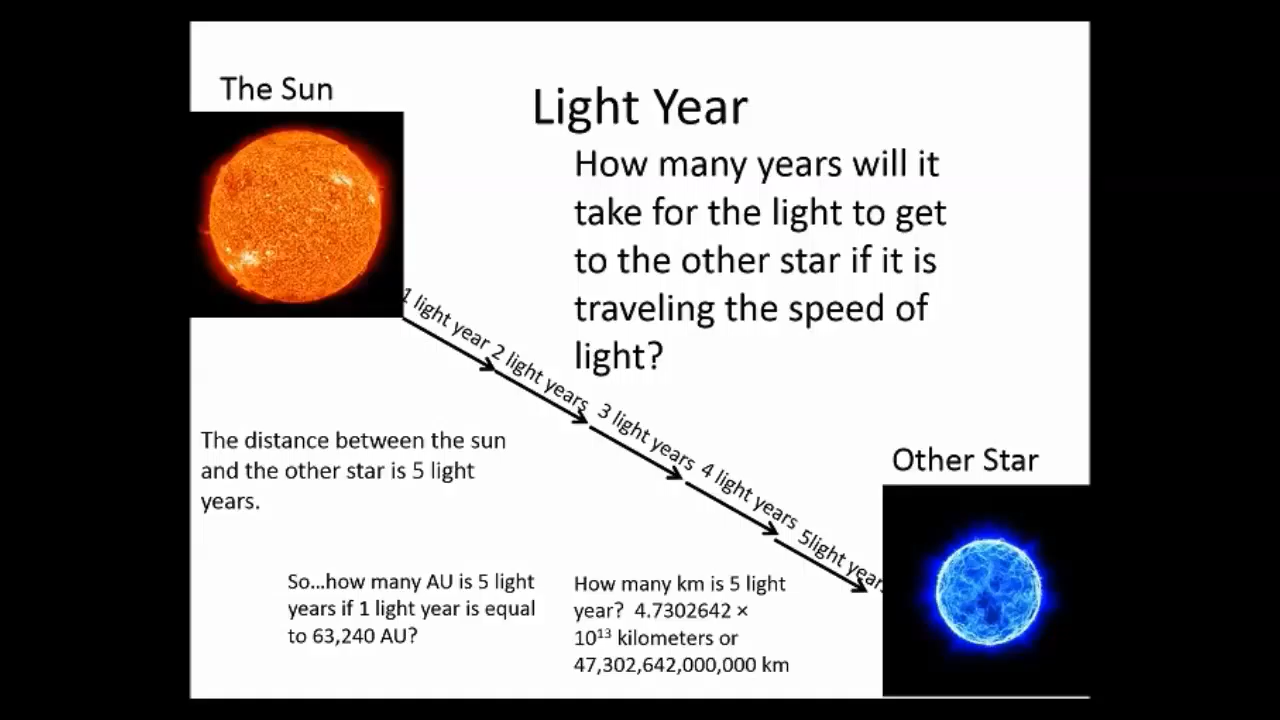 The Sun
Light Year
How many years will it
take for the light to get
to the other star if it is
traveling the speed of
light?
1 light year
2 light years
3 light years
4 light years
5light years
The distance between the sun
and the other star is 5 light
years.
Other Star
So...how many AU is 5 light
years if 1 light year is equal
to 63,240 AU?
How many km is 5 light
year? 4.7302642 ×
10¹³ kilometers or
47,302,642,000,000 km